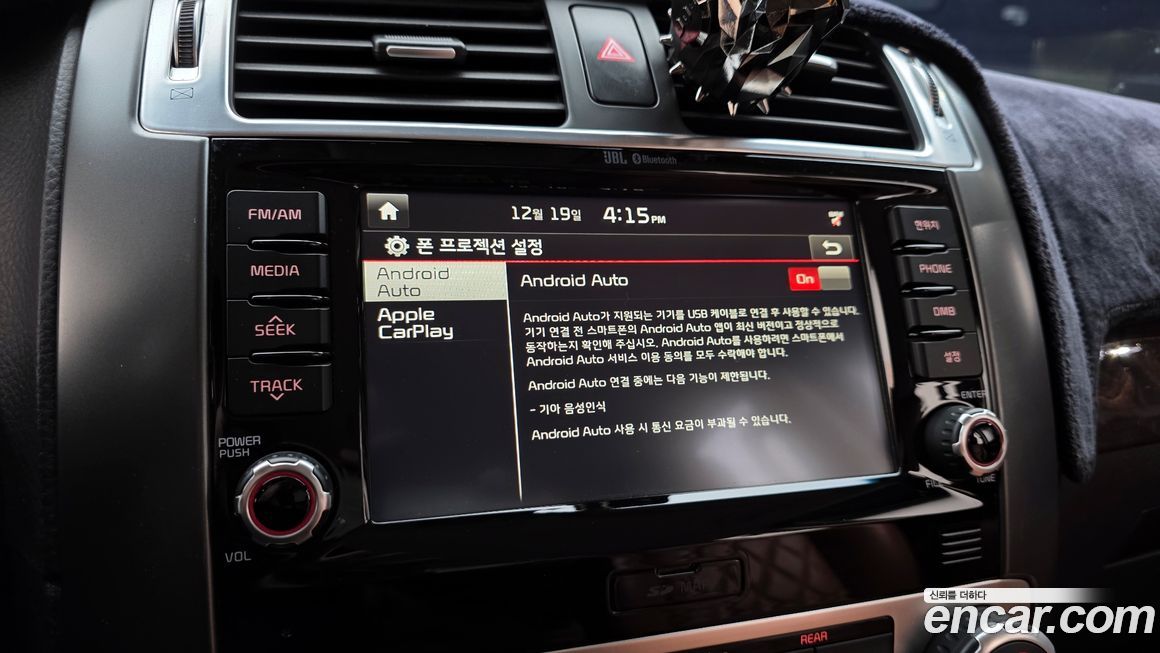 JBL Bluetooth
FM/AM
MEDIA
SEEK
TRACK
POWER
PUSH
VOL
12월 19일 4:15PM
폰 프로젝션 설정
Android
Auto
Apple
CarPlay
Android Auto
On
Android Auto가 지원되는 기기를 USB 케이블로 연결 후 사용할 수 있습니다.
기기 연결 전 스마트폰의 Android Auto 앱이 최신 버전이고 정상적으로
동작하는지 확인해 주십시오. Android Auto를 사용하려면 스마트폰에서
Android Auto 서비스 이용 동의를 모두 수락해야 합니다.
Android Auto 연결 중에는 다음 기능이 제한됩니다.
- 기아 음성인식
Android Auto 사용 시 통신 요금이 부과될 수 있습니다.
현위치
PHONE
DMB
설정
ENTER
FILE
TUNE
SD MAP
REAR
신뢰를 더하다
encar.com